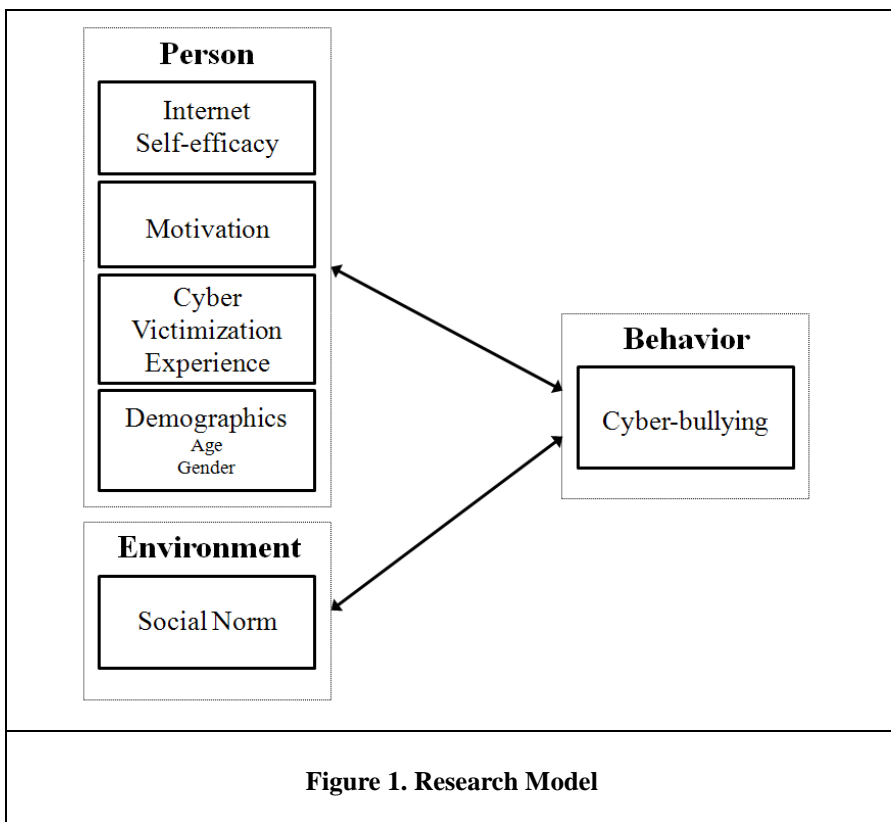 Person
Internet
Self-efficacy
Motivation
Cyber
Victimization
Experience
Demographics
Age
Gender
Environment
Social Norm
Behavior
Cyber-bullying
Figure 1. Research Model